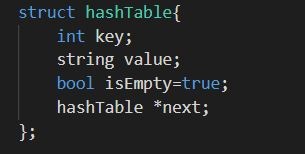 struct hashTable{
    int key;
    string value;
    bool isEmpty=true;
    hashTable *next;
};